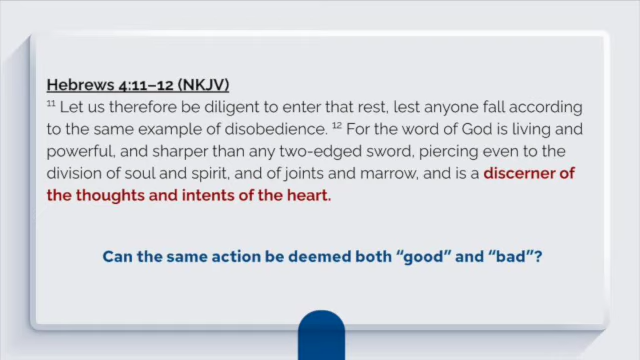 Hebrews 4:11–12 (NKJV)
¹¹ Let us therefore be diligent to enter that rest, lest anyone fall according
to the same example of disobedience. ¹² For the word of God is living and
powerful, and sharper than any two-edged sword, piercing even to the
division of soul and spirit, and of joints and marrow, and is a discerner of
the thoughts and intents of the heart.
Can the same action be deemed both “good” and “bad”?